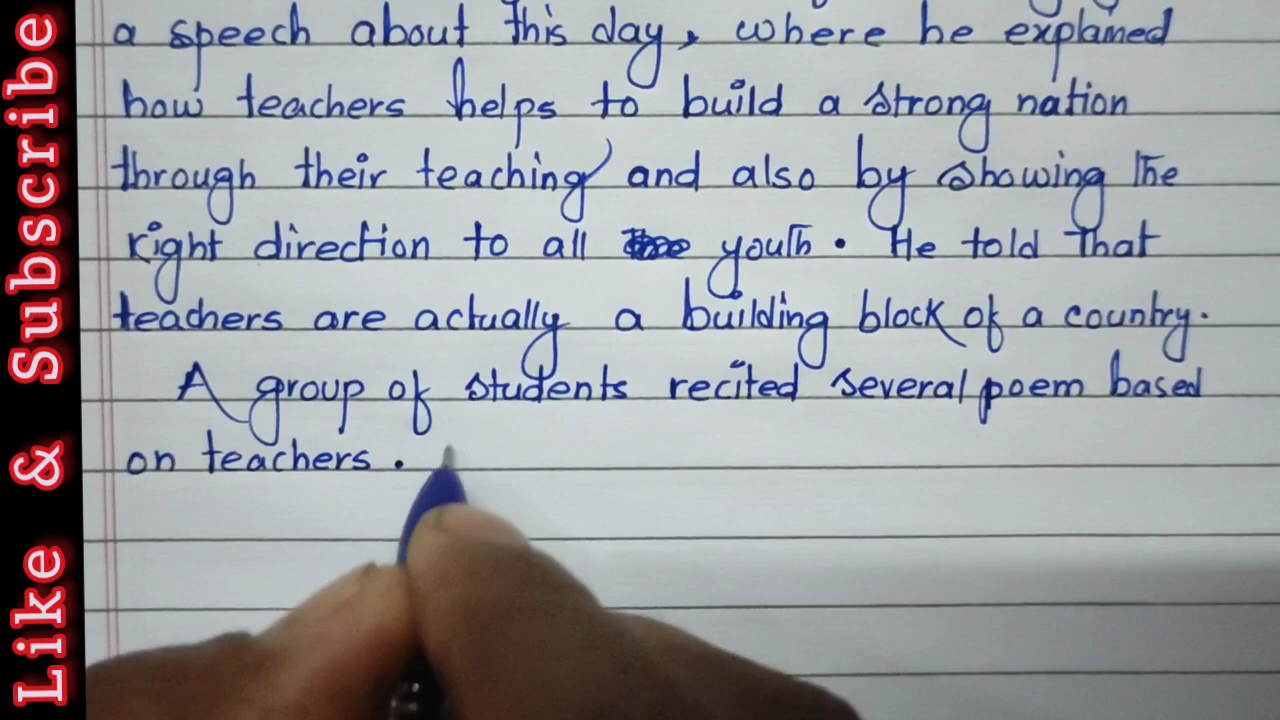 a speech about this day, where he explained
how teachers helps to build a strong nation
through their teaching and also by showing the
right direction to all youth. He told that
teachers are actually a building block of a country.
A group of students recited several poem based
on teachers.
Like & Subscribe